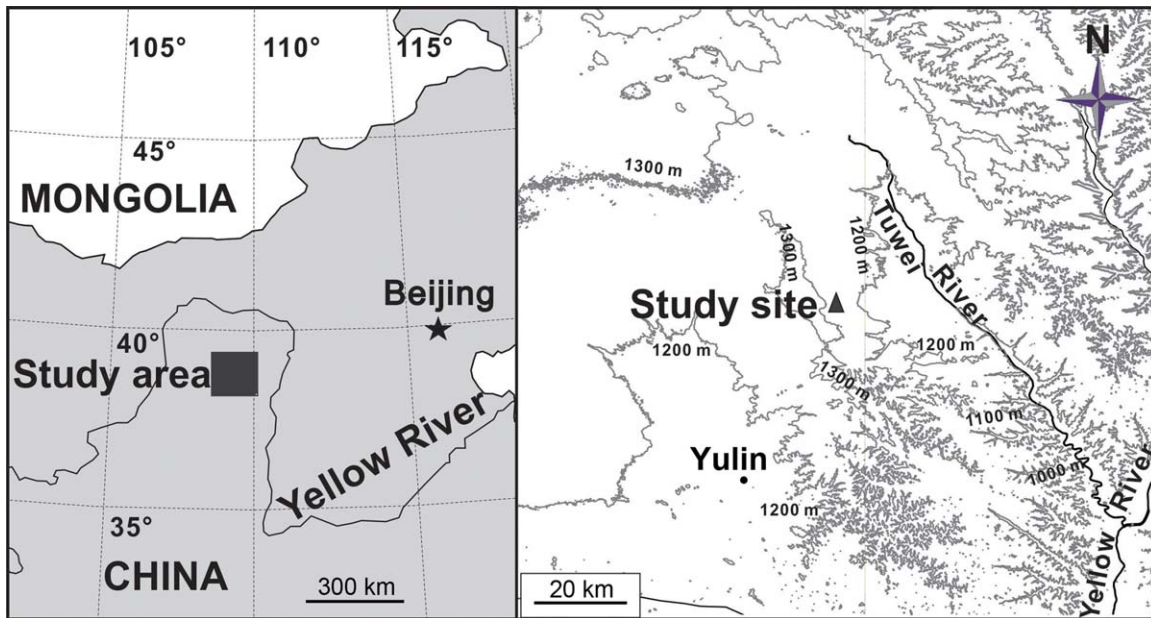 105°
110°
115°
45°
MONGOLIA
Beijing
40°
Study area
Yellow River
35°
CHINA
300 km
N
1300 m
1300 m
1200 m
Tuwei River
Study site
1200 m
1200 m
1300 m
1100 m
Yulin
1000 m
1200 m
Yellow River
20 km